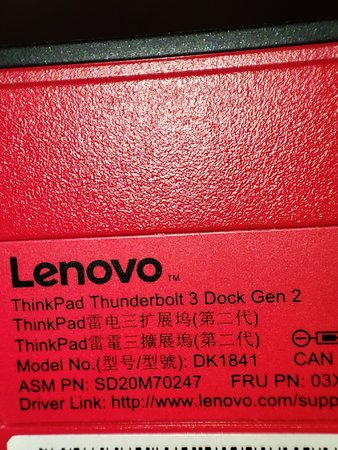 Lenovo™
ThinkPad Thunderbolt 3 Dock Gen 2
ThinkPad雷电三扩展坞(第二代)
ThinkPad雷電三擴展塢(第二代)
Model No.(型号/型號): DK1841 CAN
ASM PN: SD20M70247 FRU PN: 03X
Driver Link: http://www.lenovo.com/supp